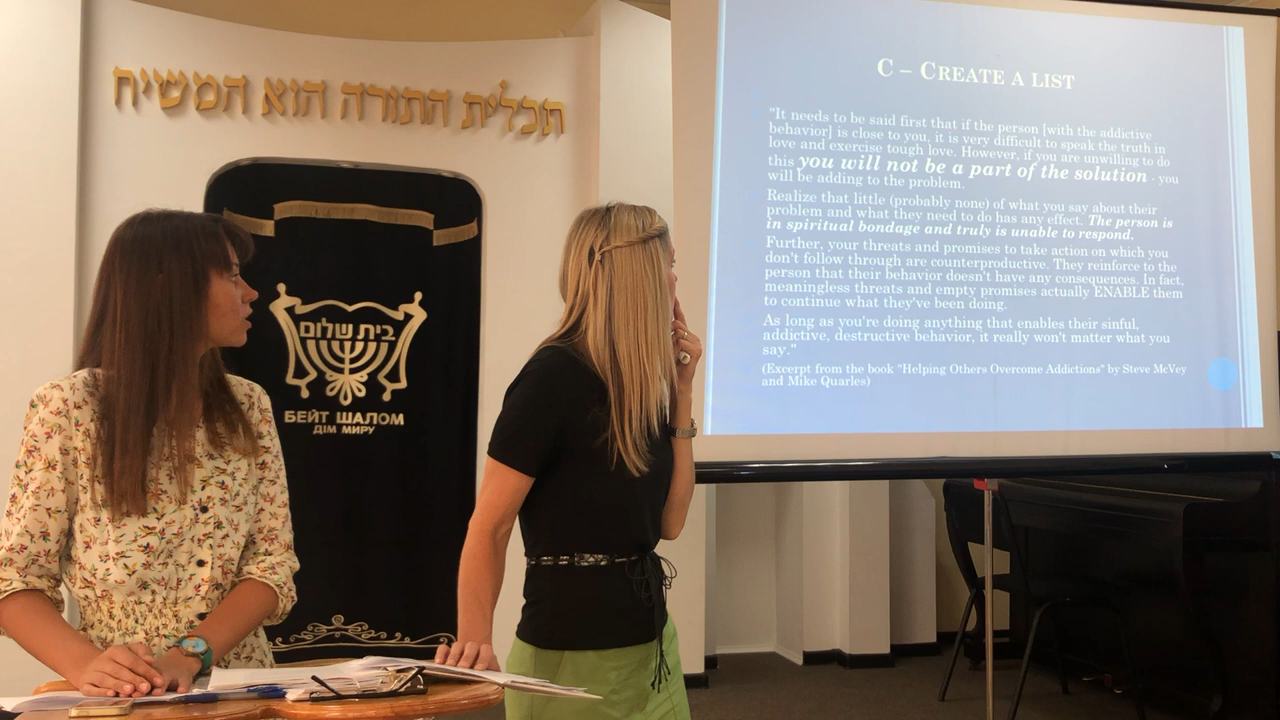 תכלית התורה הוא המשיח
בית שלום
БЕЙТ ШАЛОМ
ДІМ МИРУ
C – CREATE A LIST
"It needs to be said first that if the person [with the addictive
behavior] is close to you, it is very difficult to speak the truth in
love and exercise tough love. However, if you are unwilling to do
this you will not be a part of the solution - you
will be adding to the problem.
Realize that little (probably none) of what you say about their
problem and what they need to do has any effect. The person is
in spiritual bondage and truly is unable to respond.
Further, your threats and promises to take action on which you
don't follow through are counterproductive. They reinforce to the
person that their behavior doesn't have any consequences. In fact,
meaningless threats and empty promises actually ENABLE them
to continue what they've been doing.
As long as you're doing anything that enables their sinful,
addictive, destructive behavior, it really won't matter what you
say."
(Excerpt from the book "Helping Others Overcome Addictions" by Steve McVey
and Mike Quarles)